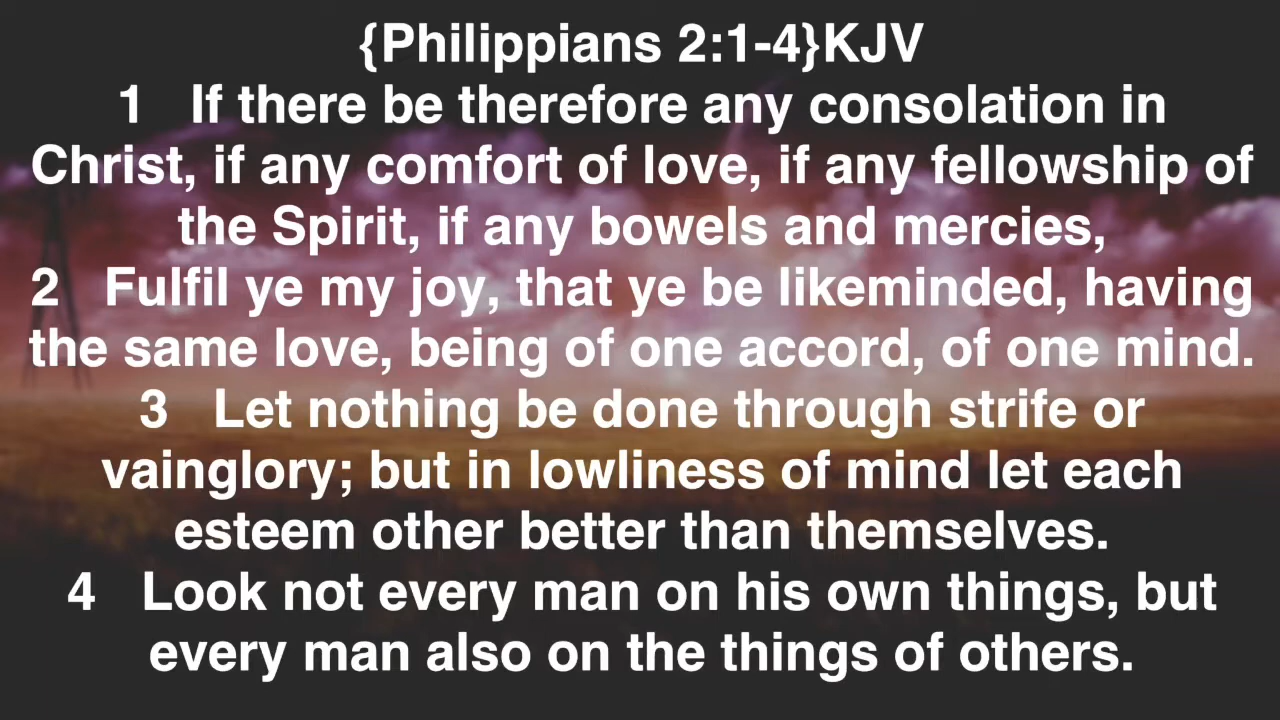 {Philippians 2:1-4}KJV
1 If there be therefore any consolation in
Christ, if any comfort of love, if any fellowship of
the Spirit, if any bowels and mercies,
2 Fulfil ye my joy, that ye be likeminded, having
the same love, being of one accord, of one mind.
3 Let nothing be done through strife or
vainglory; but in lowliness of mind let each
esteem other better than themselves.
4 Look not every man on his own things, but
every man also on the things of others.